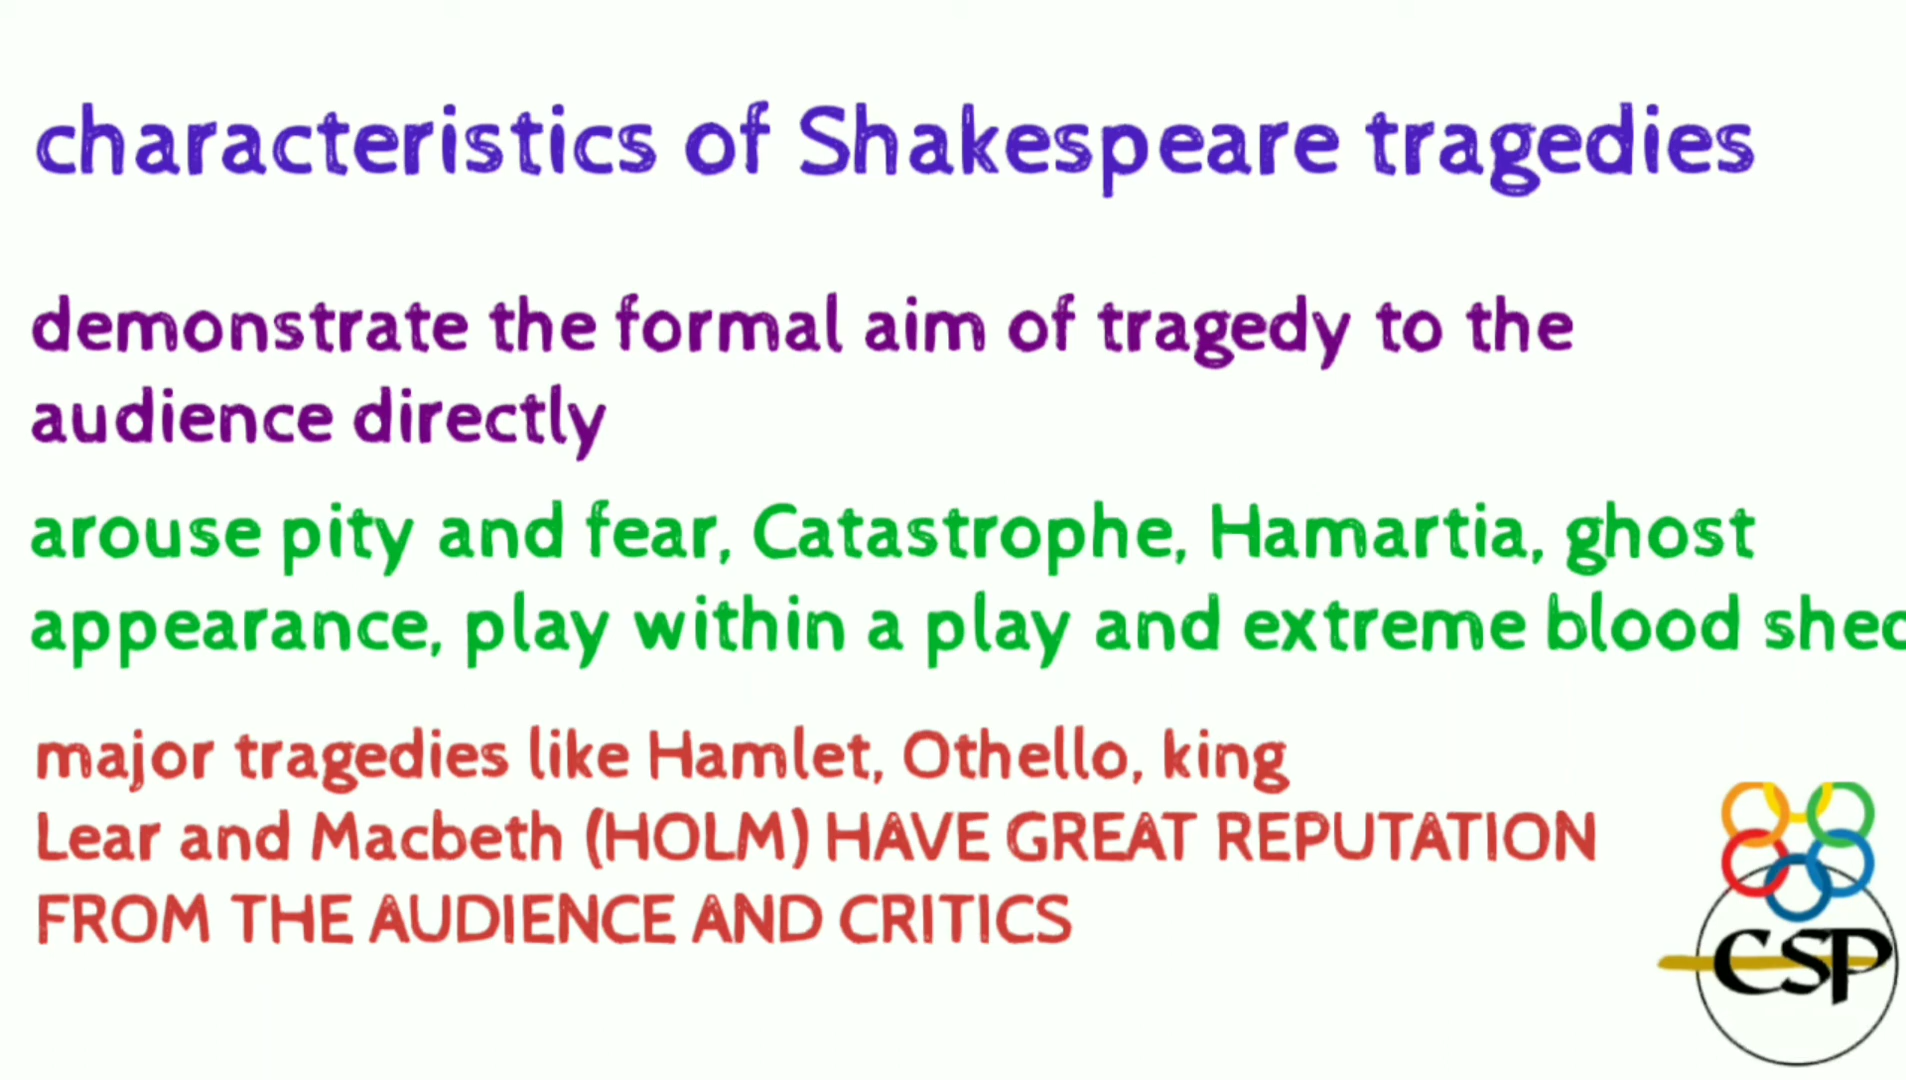 characteristics of Shakespeare tragedies
demonstrate the formal aim of tragedy to the
audience directly
arouse pity and fear, Catastrophe, Hamartia, ghost
appearance, play within a play and extreme blood shed
major tragedies like Hamlet, Othello, king
Lear and Macbeth (HOLM) HAVE GREAT REPUTATION
FROM THE AUDIENCE AND CRITICS
CSP